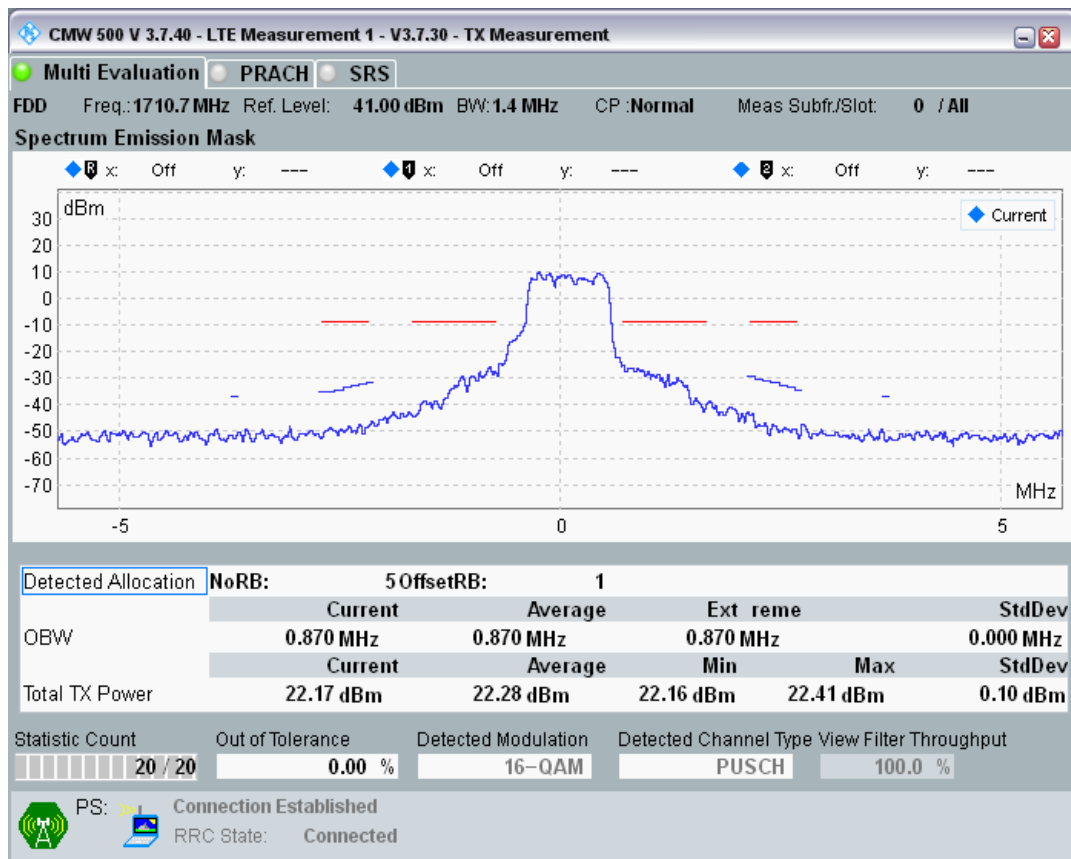 CMW 500 V 3.7.40 - LTE Measurement 1 - V3.7.30 - TX Measurement
Multi Evaluation PRACH SRS
FDD Freq.:1710.7 MHz Ref. Level: 41.00 dBm BW:1.4 MHz CP :Normal Meas Subfr./Slot: 0 / All
Spectrum Emission Mask
R x: Off y: --- 1 x: Off y: --- 2 x: Off y: ---
dBm
Current
30
20
10
0
-10
-20
-30
-40
-50
-60
-70
MHz
-5 0 5
Detected Allocation NoRB: 5 OffsetRB: 1
Current Average Ext reme StdDev
OBW 0.870 MHz 0.870 MHz 0.870 MHz 0.000 MHz
Current Average Min Max StdDev
Total TX Power 22.17 dBm 22.28 dBm 22.16 dBm 22.41 dBm 0.10 dBm
Statistic Count Out of Tolerance Detected Modulation Detected Channel Type View Filter Throughput
20 / 20 0.00 % 16-QAM PUSCH 100.0 %
PS: Connection Established
RRC State: Connected